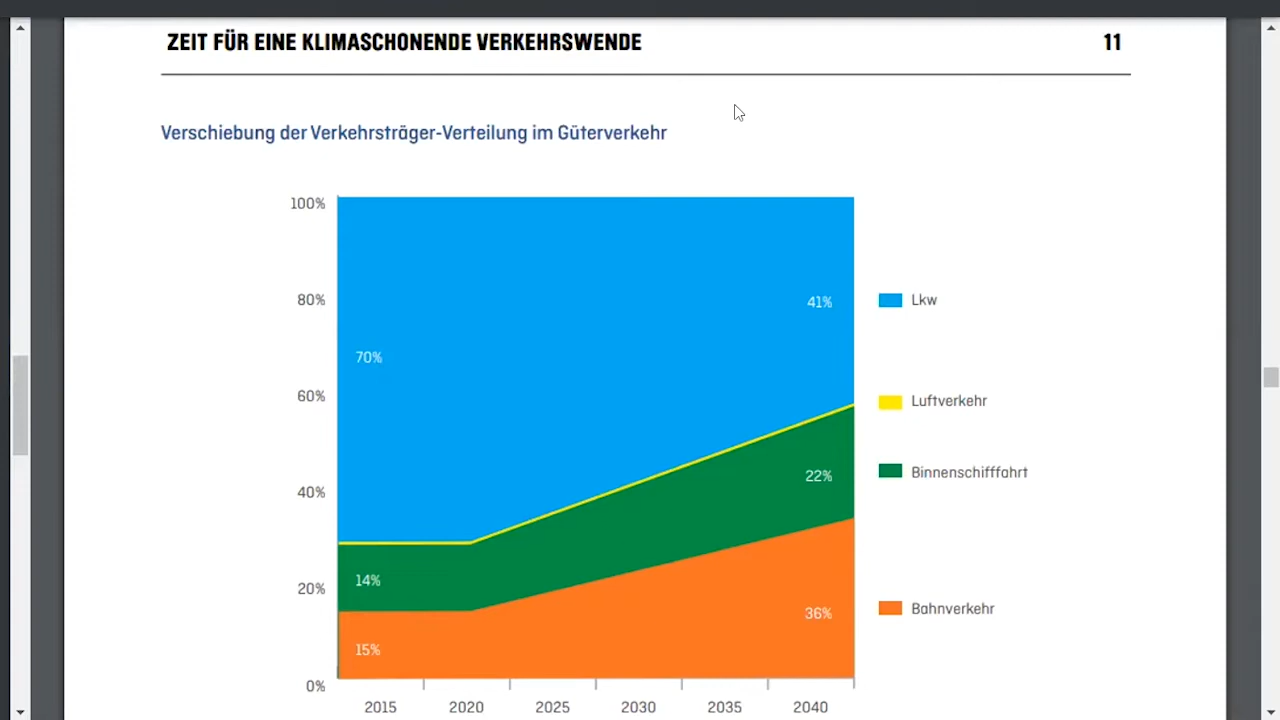 ZEIT FÜR EINE KLIMASCHONENDE VERKEHRSWENDE 11
Verschiebung der Verkehrsträger-Verteilung im Güterverkehr
100%
80%
60%
40%
20%
0%
70%
14%
15%
41%
22%
36%
Lkw
Luftverkehr
Binnenschifffahrt
Bahnverkehr
2015 2020 2025 2030 2035 2040